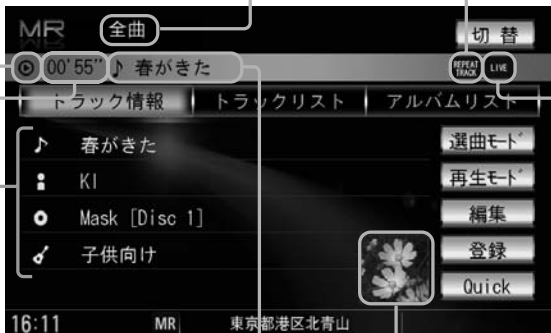 MR 全曲 切 替
00'55" ♪ 春がきた REPEAT TRACK LIVE
トラック情報 トラックリスト アルバムリスト
春がきた
選曲モード
KI
再生モード
Mask [Disc 1]
編集
子供向け
登録
Quick
16:11 MR 東京都港区北青山